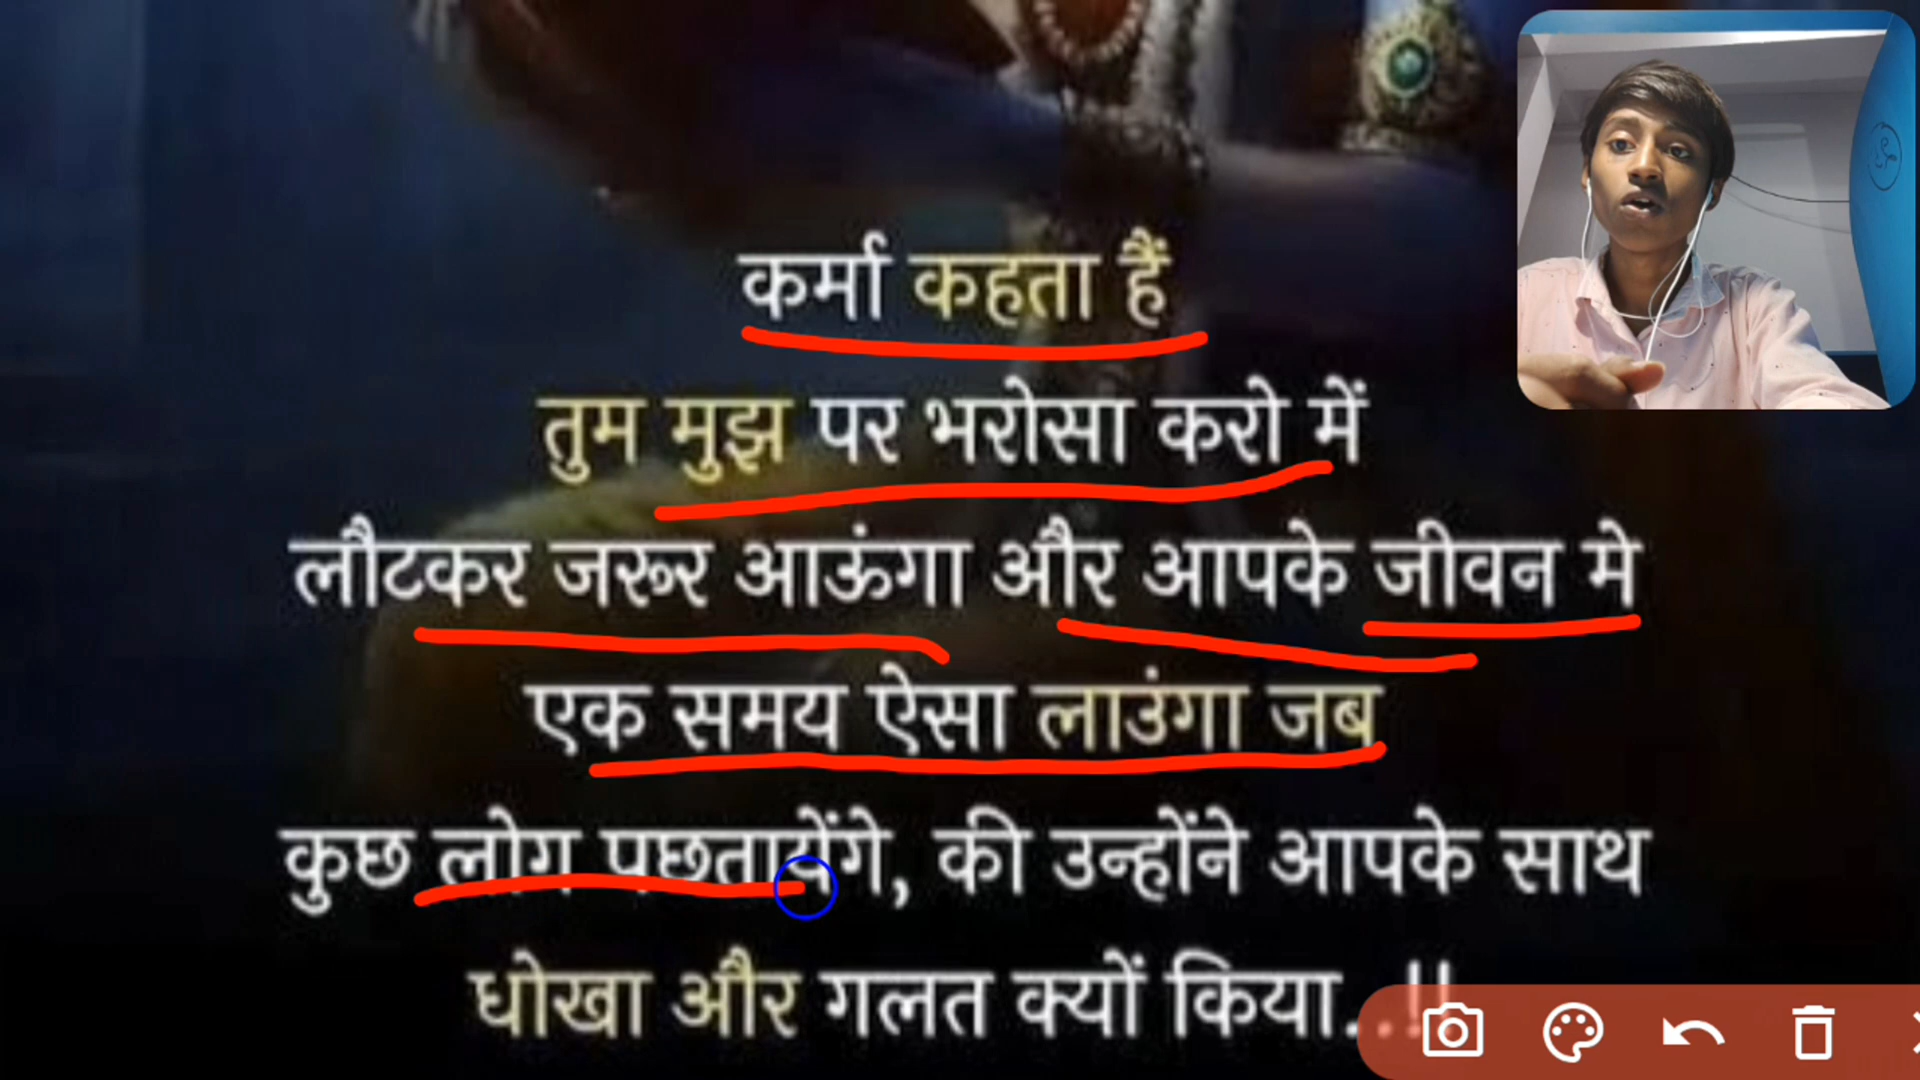 कर्मा कहता हैं
तुम मुझ पर भरोसा करो में
लौटकर जरूर आऊंगा और आपके जीवन मे
एक समय ऐसा लाउंगा जब
कुछ लोग पछतायेंगे, की उन्होंने आपके साथ
धोखा और गलत क्यों किया..!!